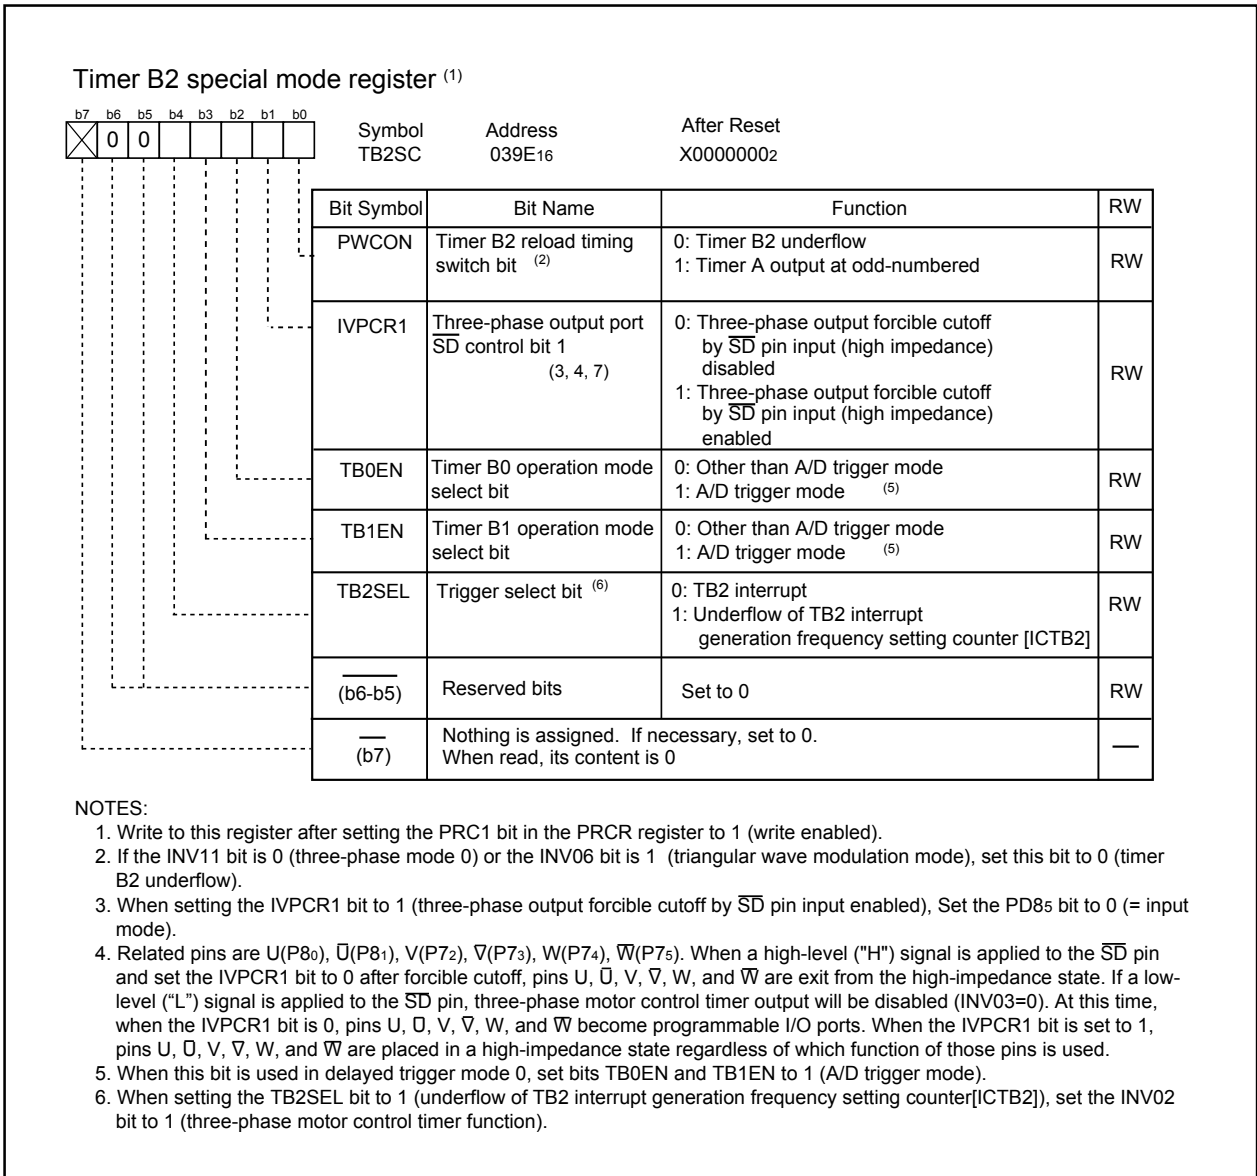 Timer B2 special mode register (1)
b7 b6 b5 b4 b3 b2 b1 b0
0 0
Symbol Address After Reset
TB2SC 039E16 X00000002
Bit Symbol Bit Name Function RW
PWCON Timer B2 reload timing switch bit (2) 0: Timer B2 underflow
1: Timer A output at odd-numbered RW
IVPCR1 Three-phase output port
S̅D̅ control bit 1
(3, 4, 7)
0: Three-phase output forcible cutoff
by S̅D̅ pin input (high impedance)
disabled
1: Three-phase output forcible cutoff
by S̅D̅ pin input (high impedance)
enabled
RW
TB0EN Timer B0 operation mode
select bit
0: Other than A/D trigger mode
1: A/D trigger mode (5)
RW
TB1EN Timer B1 operation mode
select bit
0: Other than A/D trigger mode
1: A/D trigger mode (5)
RW
TB2SEL Trigger select bit (6)
0: TB2 interrupt
1: Underflow of TB2 interrupt
generation frequency setting counter [ICTB2]
RW
(b6-b5) Reserved bits Set to 0 RW
(b7) Nothing is assigned. If necessary, set to 0.
When read, its content is 0
—
NOTES:
1. Write to this register after setting the PRC1 bit in the PRCR register to 1 (write enabled).
2. If the INV11 bit is 0 (three-phase mode 0) or the INV06 bit is 1 (triangular wave modulation mode), set this bit to 0 (timer
B2 underflow).
3. When setting the IVPCR1 bit to 1 (three-phase output forcible cutoff by S̅D̅ pin input enabled), Set the PD85 bit to 0 (= input
mode).
4. Related pins are U(P80), U̅(P81), V(P72), V̅(P73), W(P74), W̅(P75). When a high-level ("H") signal is applied to the S̅D̅ pin
and set the IVPCR1 bit to 0 after forcible cutoff, pins U, U̅, V, V̅, W, and W̅ are exit from the high-impedance state. If a low-
level (“L”) signal is applied to the S̅D̅ pin, three-phase motor control timer output will be disabled (INV03=0). At this time,
when the IVPCR1 bit is 0, pins U, U̅, V, V̅, W, and W̅ become programmable I/O ports. When the IVPCR1 bit is set to 1,
pins U, U̅, V, V̅, W, and W̅ are placed in a high-impedance state regardless of which function of those pins is used.
5. When this bit is used in delayed trigger mode 0, set bits TB0EN and TB1EN to 1 (A/D trigger mode).
6. When setting the TB2SEL bit to 1 (underflow of TB2 interrupt generation frequency setting counter[ICTB2]), set the INV02
bit to 1 (three-phase motor control timer function).